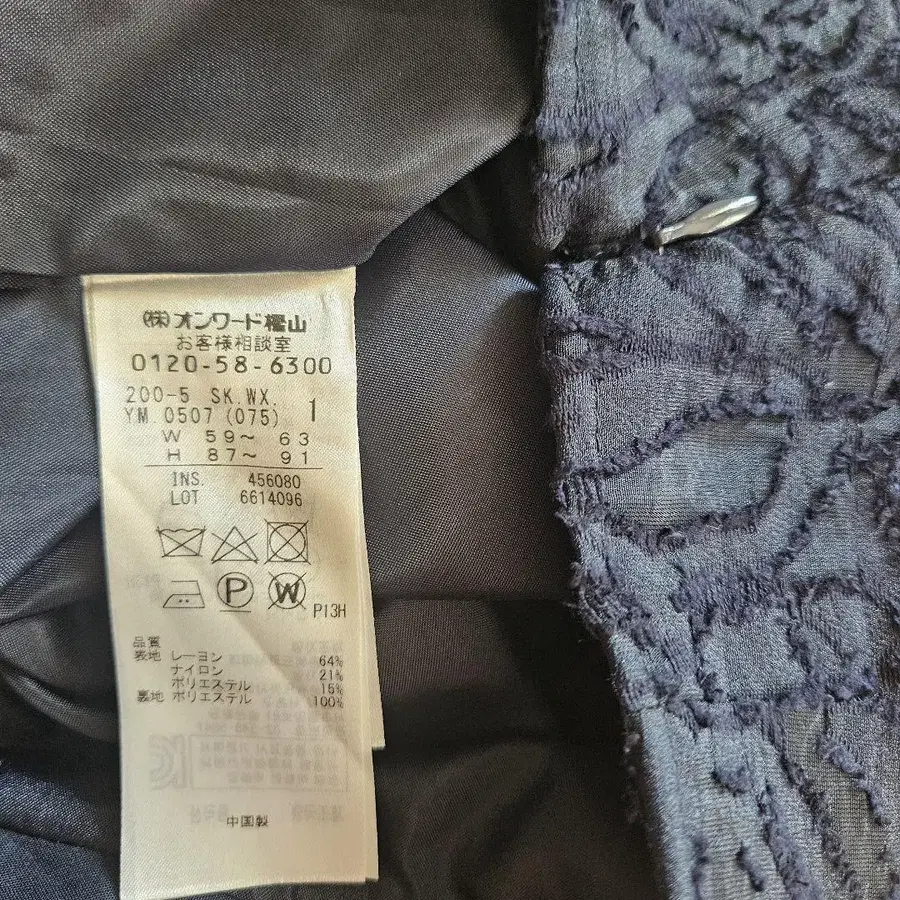 ㈱オンワード樫山
お客様相談室
0120-58-6300
200-5 SK.WX.
YM.0507(075) 1
W 59~ 63
H 87~ 91
INS. 456080
LOT 6614096
P
W
P13H
品質
表地 レーヨン 64%
ナイロン 21%
ポリエステル 15%
裏地 ポリエステル 100%
中国製